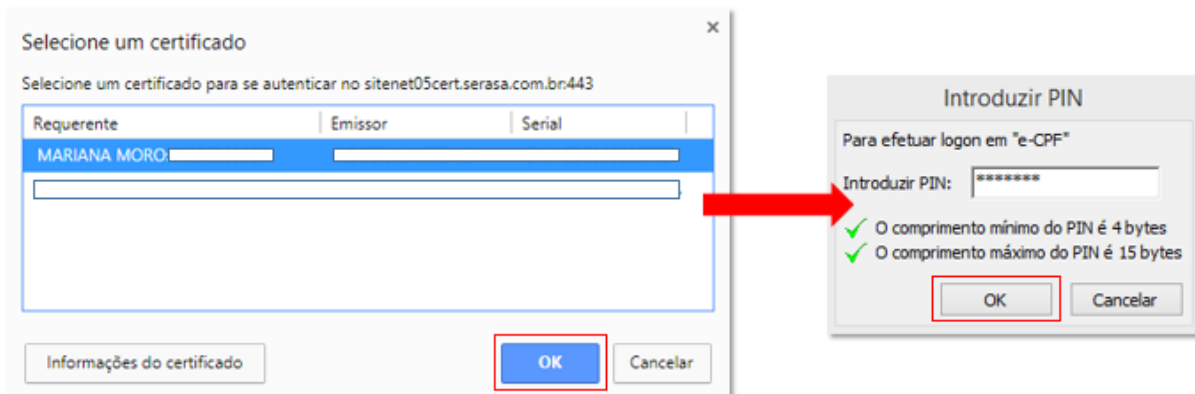 Selecione um certificado
×
Selecione um certificado para se autenticar no sitenet05cert.serasa.com.br:443
Requerente Emissor Serial
MARIANA MORO:
Informações do certificado OK Cancelar
Introduzir PIN
Para efetuar logon em "e-CPF"
Introduzir PIN: *******
O comprimento mínimo do PIN é 4 bytes
O comprimento máximo do PIN é 15 bytes
OK Cancelar